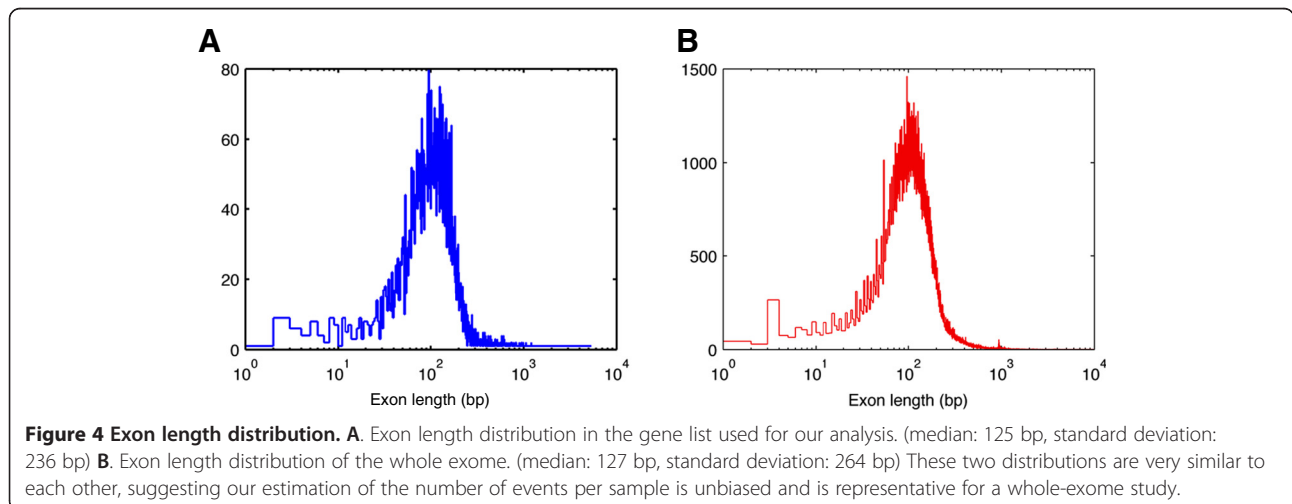 A
B
80
60
40
20
0
10^0
10^1
10^2
10^3
10^4
Exon length (bp)
1500
1000
500
0
10^0
10^1
10^2
10^3
10^4
Exon length (bp)
Figure 4 Exon length distribution. A. Exon length distribution in the gene list used for our analysis. (median: 125 bp, standard deviation:
236 bp) B. Exon length distribution of the whole exome. (median: 127 bp, standard deviation: 264 bp) These two distributions are very similar to
each other, suggesting our estimation of the number of events per sample is unbiased and is representative for a whole-exome study.